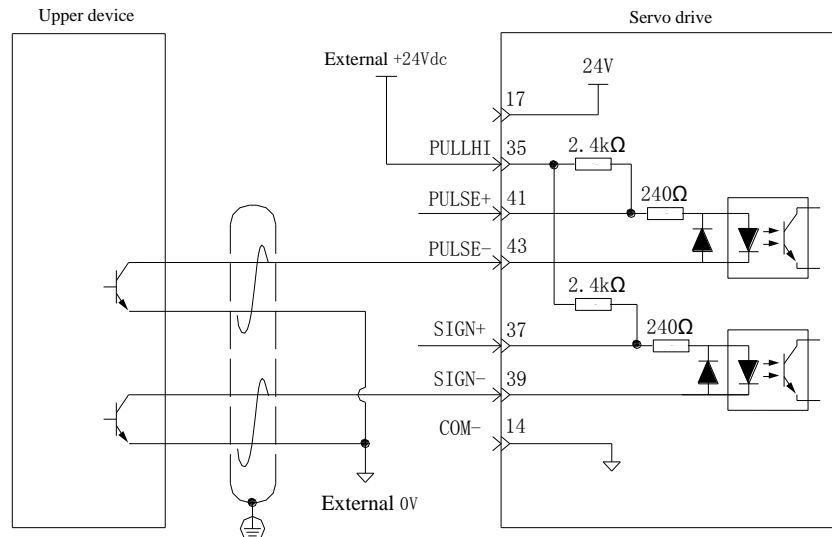 Upper device
Servo drive
External +24Vdc
24V
17
PULLHI 35
2.4kΩ
PULSE+ 41
240Ω
PULSE- 43
2.4kΩ
SIGN+ 37
240Ω
SIGN- 39
COM- 14
External 0V